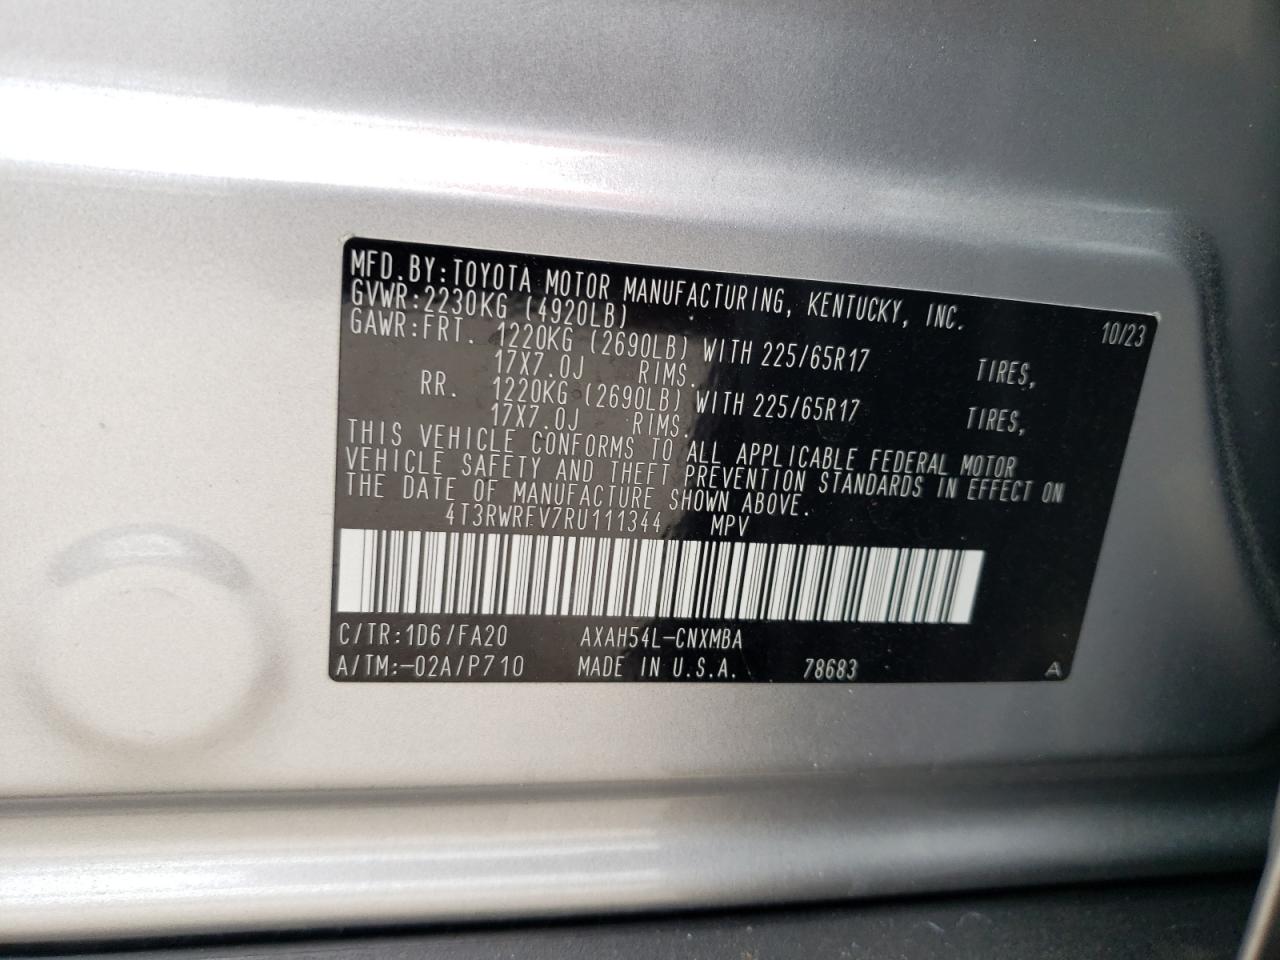 MFD.BY:TOYOTA MOTOR MANUFACTURING, KENTUCKY, INC.
GVWR:2230KG (4920LB) 10/23
GAWR:FRT. 1220KG (2690LB) WITH 225/65R17 TIRES,
17X7.0J RIMS.
RR. 1220KG (2690LB) WITH 225/65R17 TIRES,
17X7.0J RIMS.
THIS VEHICLE CONFORMS TO ALL APPLICABLE FEDERAL MOTOR
VEHICLE SAFETY AND THEFT PREVENTION STANDARDS IN EFFECT ON
THE DATE OF MANUFACTURE SHOWN ABOVE.
4T3RWRFV7RU111344 MPV
C/TR:1D6/FA20 AXAH54L-CNXMBA
A/TM:-02A/P710 MADE IN U.S.A. 78683 A